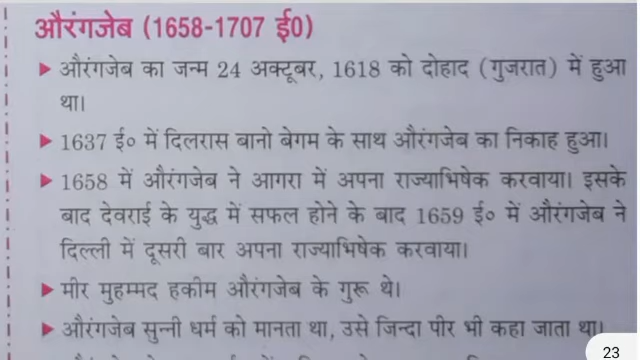 औरंगजेब (1658-1707 ई0)
▶ औरंगजेब का जन्म 24 अक्टूबर, 1618 को दोहाद (गुजरात) में हुआ
था।
▶ 1637 ई० में दिलरास बानो बेगम के साथ औरंगजेब का निकाह हुआ।
▶ 1658 में औरंगजेब ने आगरा में अपना राज्याभिषेक करवाया। इसके
बाद देवराई के युद्ध में सफल होने के बाद 1659 ई० में औरंगजेब ने
दिल्ली में दूसरी बार अपना राज्याभिषेक करवाया।
▶ मीर मुहम्मद हकीम औरंगजेब के गुरू थे।
▶ औरंगजेब सुन्नी धर्म को मानता था, उसे जिन्दा पीर भी कहा जाता था।
23